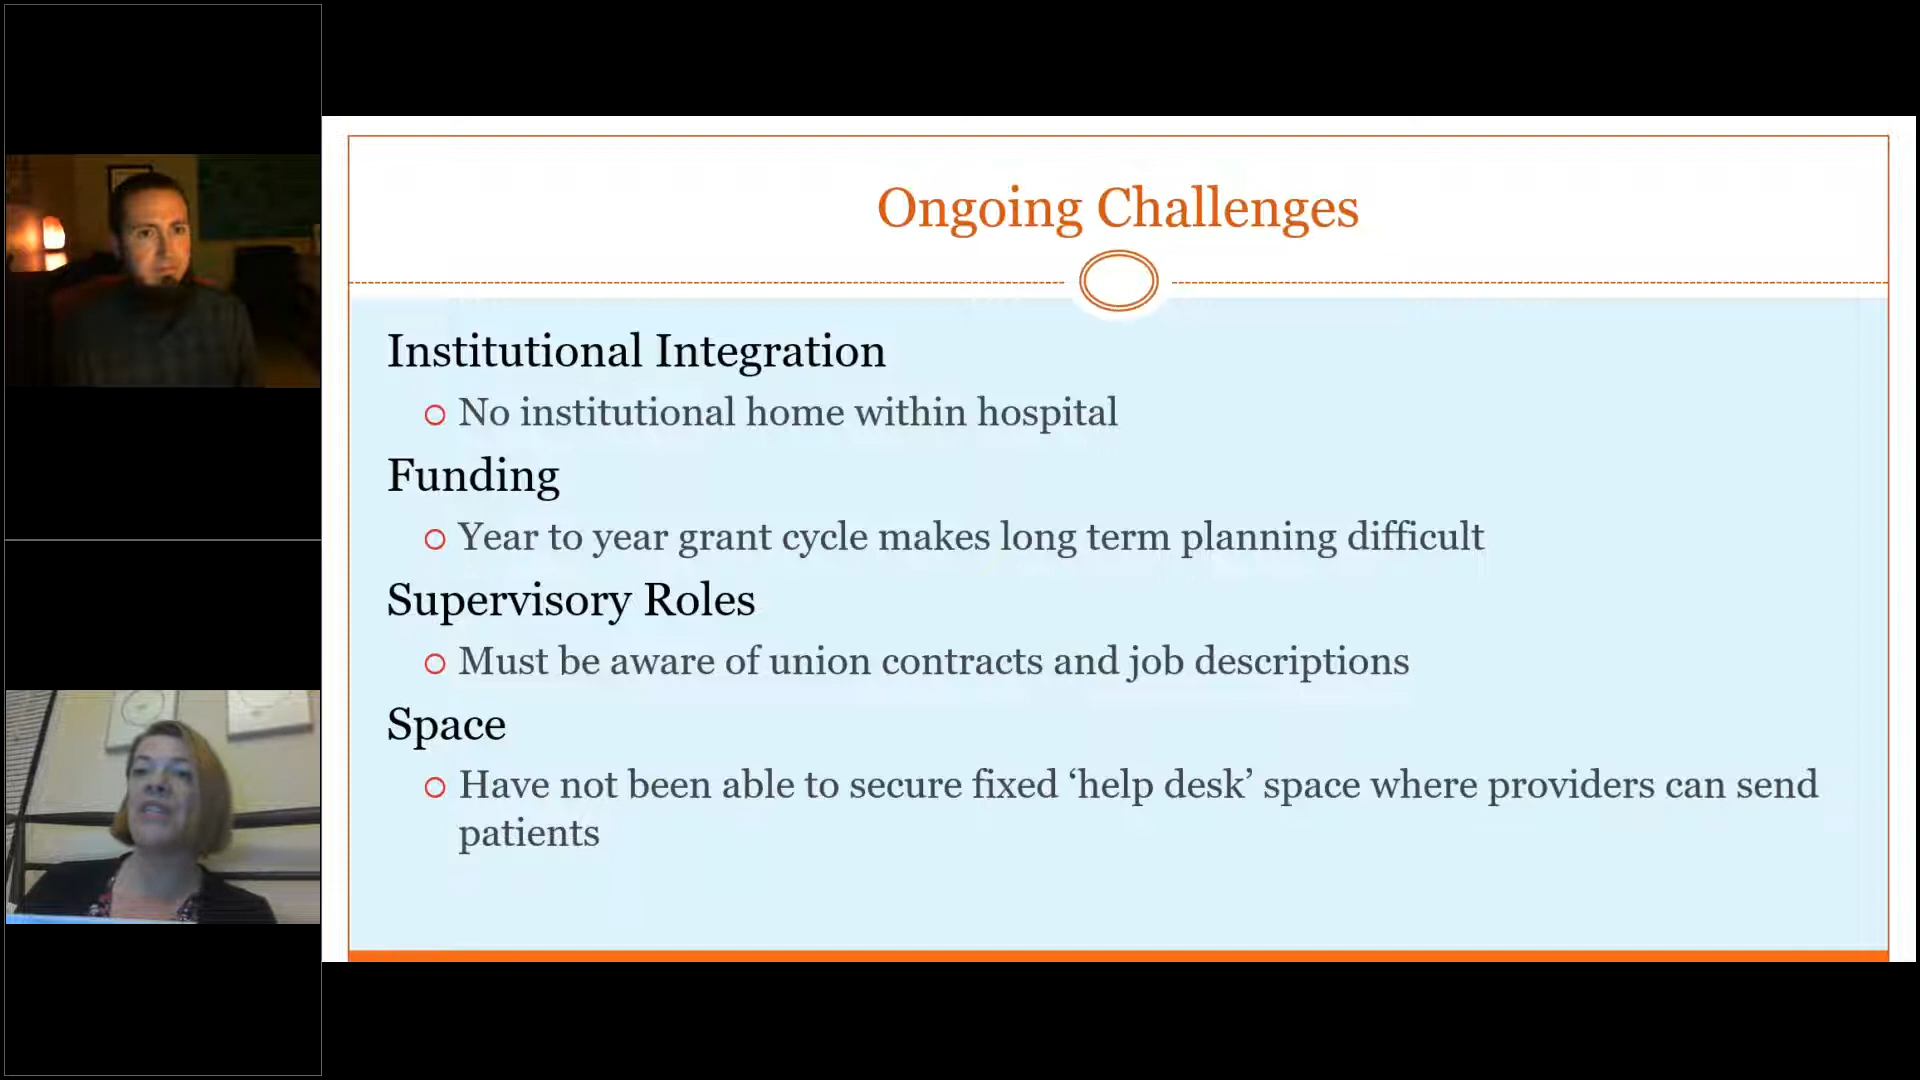 Ongoing Challenges
Institutional Integration
No institutional home within hospital
Funding
Year to year grant cycle makes long term planning difficult
Supervisory Roles
Must be aware of union contracts and job descriptions
Space
Have not been able to secure fixed ‘help desk’ space where providers can send
patients